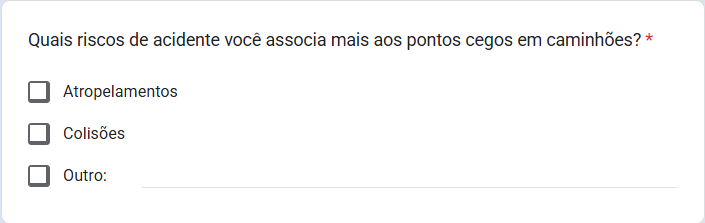 Quais riscos de acidente você associa mais aos pontos cegos em caminhões? *
Atropelamentos
Colisões
Outro: